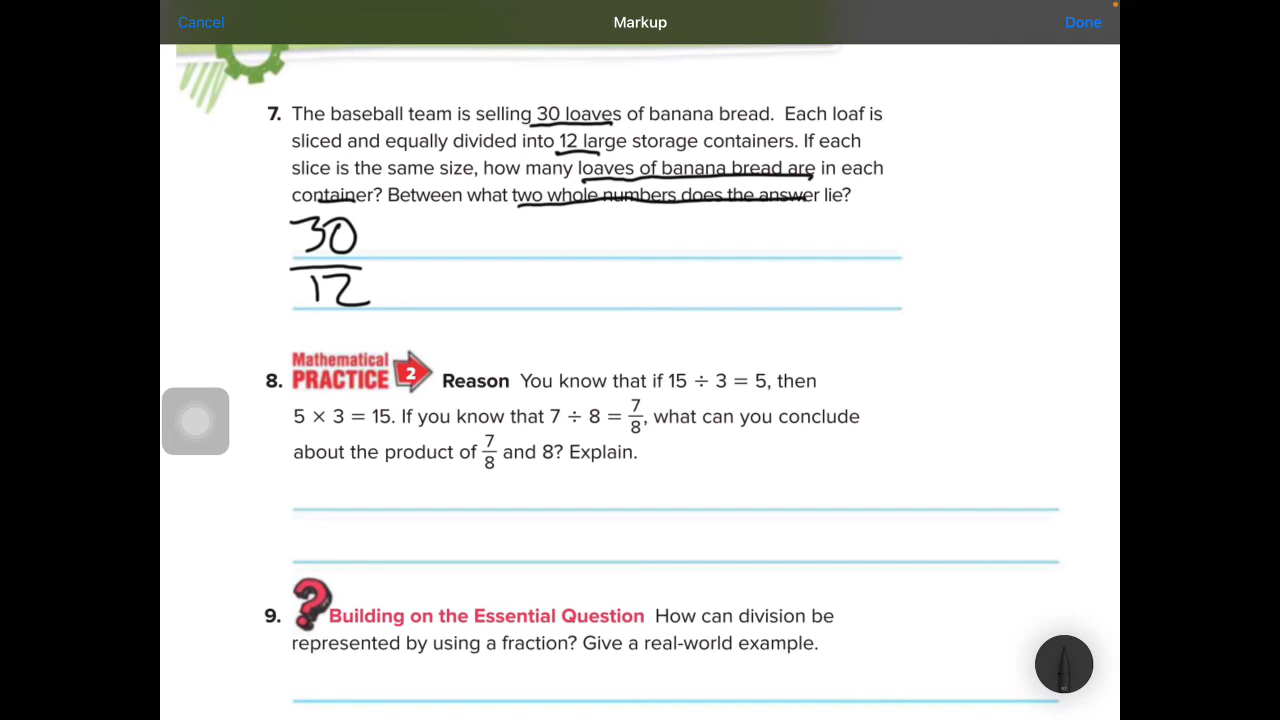 Cancel Markup Done
7. The baseball team is selling 30 loaves of banana bread. Each loaf is
sliced and equally divided into 12 large storage containers. If each
slice is the same size, how many loaves of banana bread are in each
container? Between what two whole numbers does the answer lie?
30
12
8. Mathematical PRACTICE 2 Reason You know that if 15 ÷ 3 = 5, then
5 × 3 = 15. If you know that 7 ÷ 8 = 7/8, what can you conclude
about the product of 7/8 and 8? Explain.
9. ? Building on the Essential Question How can division be
represented by using a fraction? Give a real-world example.